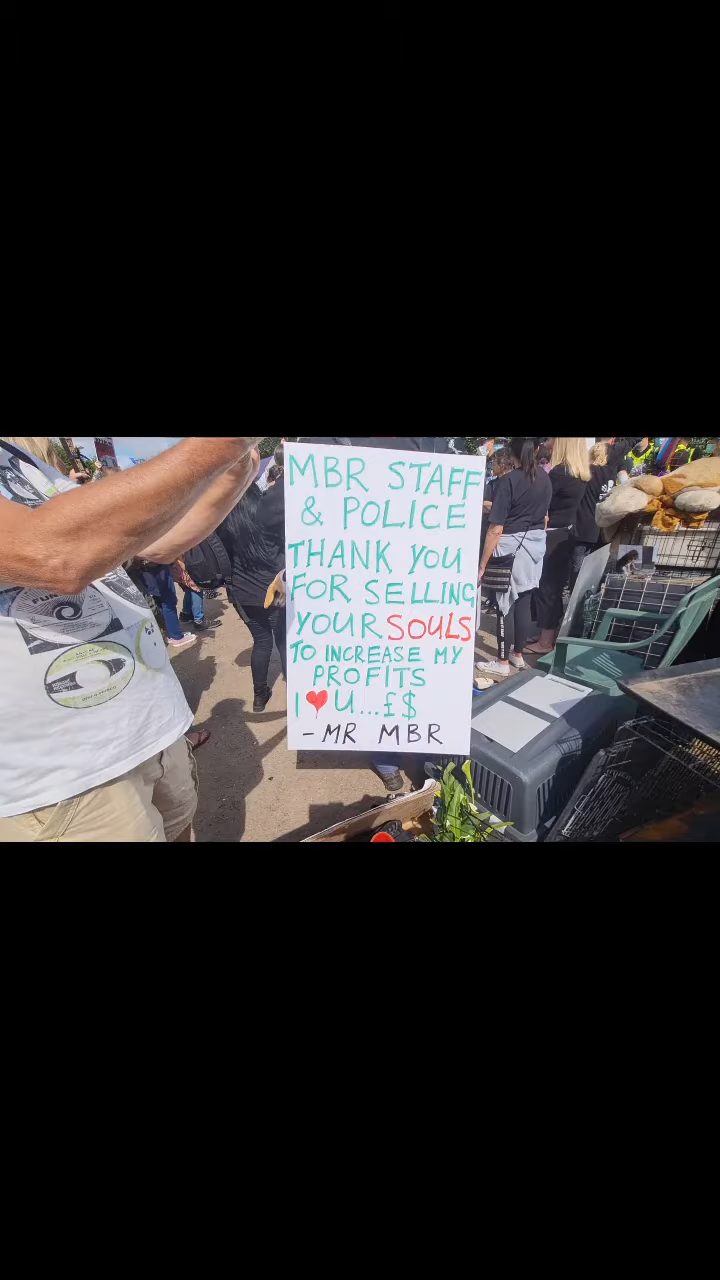 MBR STAFF
& POLICE
THANK YOU
FOR SELLING
YOUR SOULS
TO INCREASE MY
PROFITS
I ♥ U...£$
- MR MBR